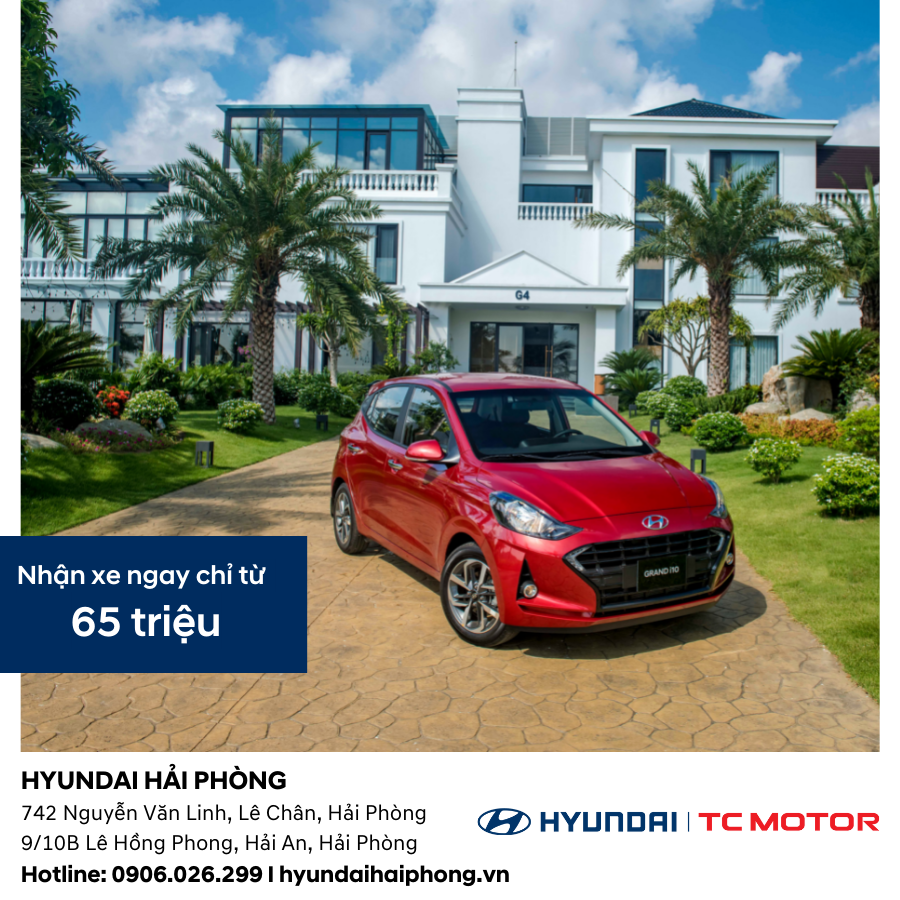 G4
GRAND i10
Nhận xe ngay chỉ từ
65 triệu
HYUNDAI HẢI PHÒNG
742 Nguyễn Văn Linh, Lê Chân, Hải Phòng
9/10B Lê Hồng Phong, Hải An, Hải Phòng
Hotline: 0906.026.299 I hyundaihaiphong.vn
HYUNDAI | TC MOTOR